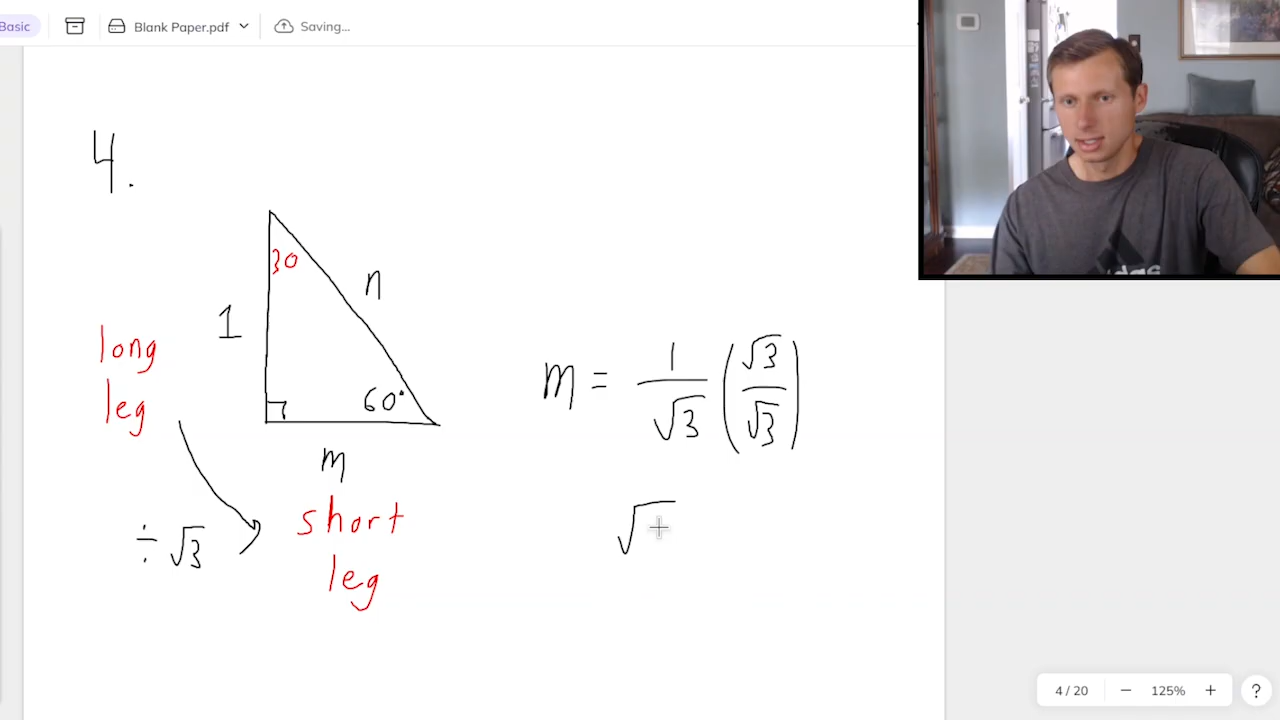 Basic
Blank Paper.pdf
Saving...
4.
30
n
1
long
leg
60°
m
short
leg
÷ √3
m = 1/√3 (√3/√3)
√
adidas
4 / 20
125%
?